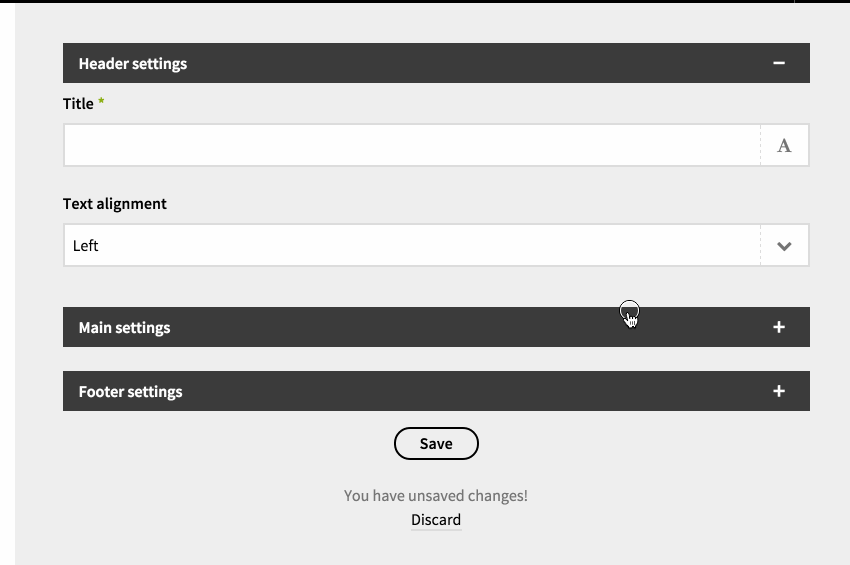 Header settings
Title *
A
Text alignment
Left
Main settings
Footer settings
Save
You have unsaved changes!
Discard